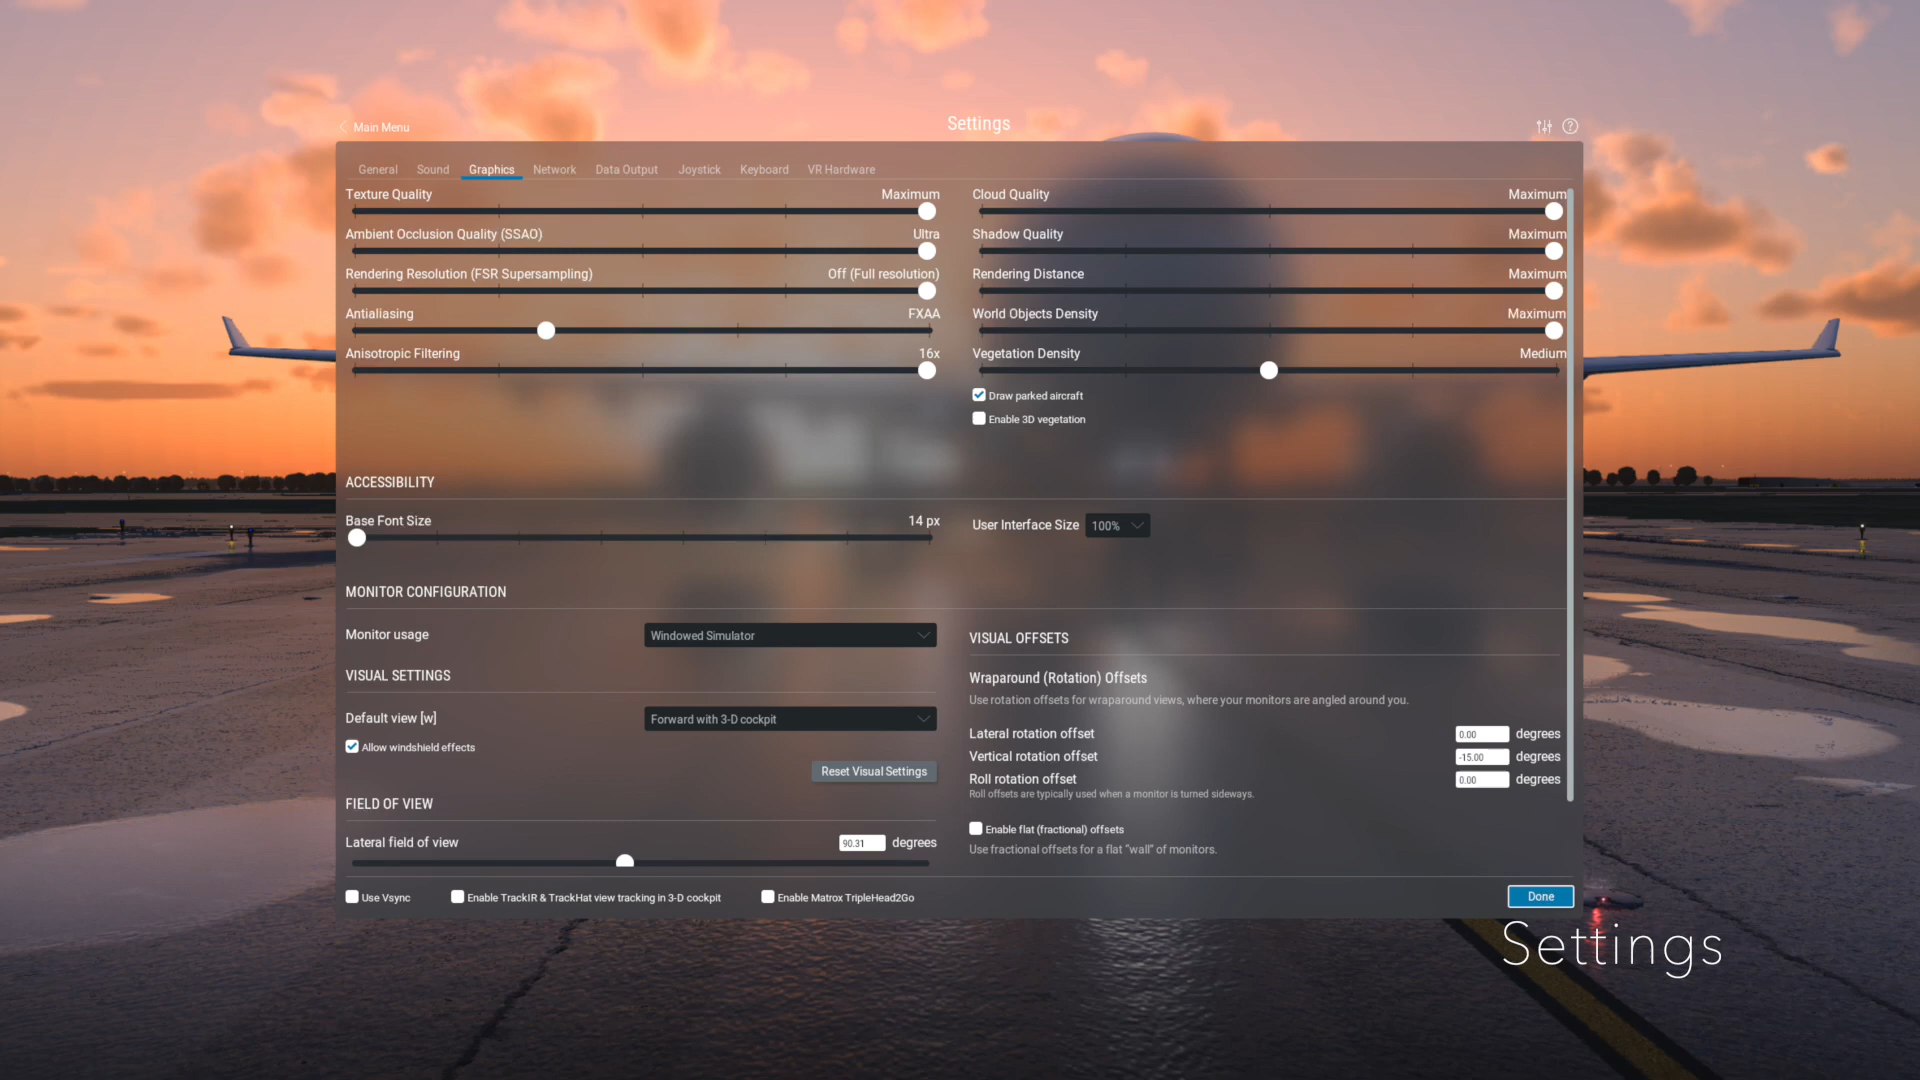 Main Menu
Settings
General Sound Graphics Network Data Output Joystick Keyboard VR Hardware
Texture Quality Maximum
Ambient Occlusion Quality (SSAO) Ultra
Rendering Resolution (FSR Supersampling) Off (Full resolution)
Antialiasing FXAA
Anisotropic Filtering 16x
Cloud Quality Maximum
Shadow Quality Maximum
Rendering Distance Maximum
World Objects Density Maximum
Vegetation Density Medium
Draw parked aircraft
Enable 3D vegetation
ACCESSIBILITY
Base Font Size 14 px
User Interface Size 100%
MONITOR CONFIGURATION
Monitor usage Windowed Simulator
VISUAL SETTINGS
Default view [w] Forward with 3-D cockpit
Allow windshield effects
Reset Visual Settings
FIELD OF VIEW
Lateral field of view 90.31 degrees
VISUAL OFFSETS
Wraparound (Rotation) Offsets
Use rotation offsets for wraparound views, where your monitors are angled around you.
Lateral rotation offset 0.00 degrees
Vertical rotation offset -15.00 degrees
Roll rotation offset 0.00 degrees
Roll offsets are typically used when a monitor is turned sideways.
Enable flat (fractional) offsets
Use fractional offsets for a flat "wall" of monitors.
Use Vsync Enable TrackIR & TrackHat view tracking in 3-D cockpit Enable Matrox TripleHead2Go
Done
Settings